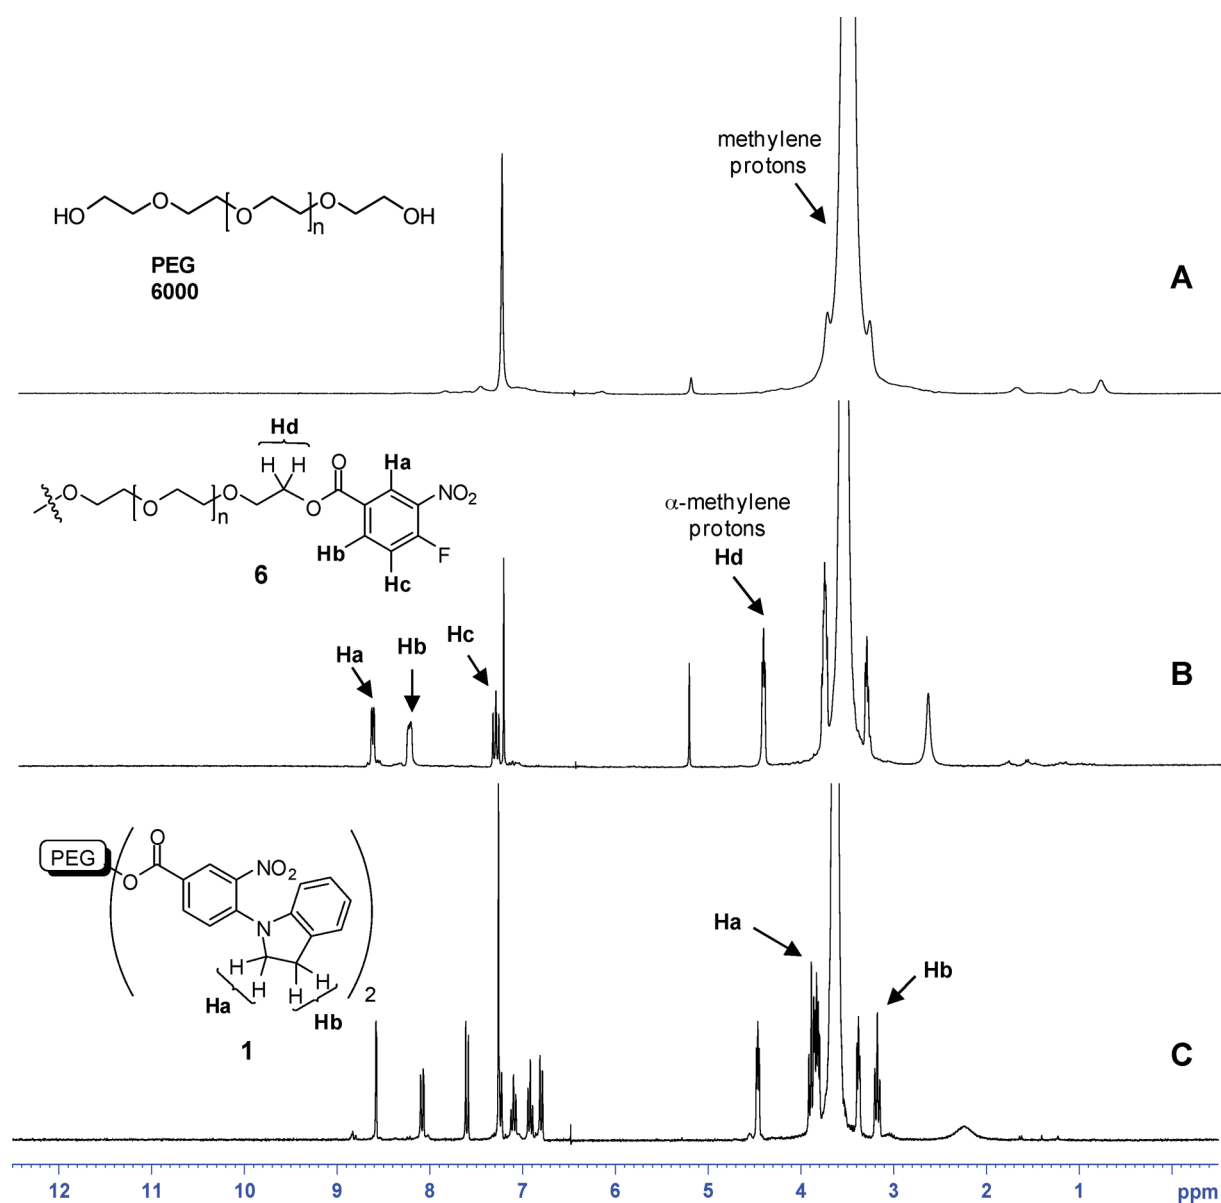 methylene
protons
HO
O
O
n
O
OH
PEG
6000
A
Hd
H H
O
O
n
O
O
O
Ha
NO2
F
Hb
Hc
6
α-methylene
protons
Hd
Ha
Hb
Hc
B
PEG
O
O
NO2
N
H
H
H
H
Ha
Hb
2
1
Ha
Hb
C
12 11 10 9 8 7 6 5 4 3 2 1 ppm